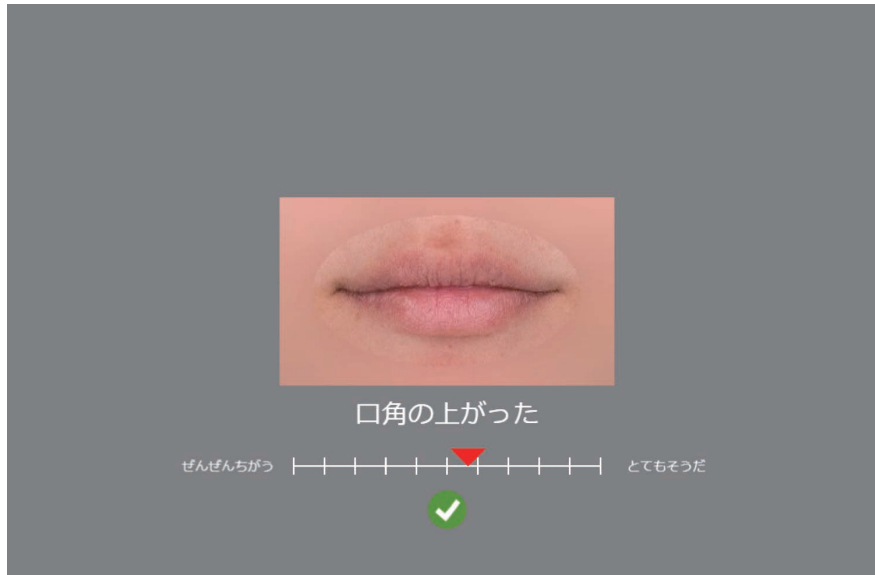 口角の上がった
ぜんぜんちがう
とてもそうだ